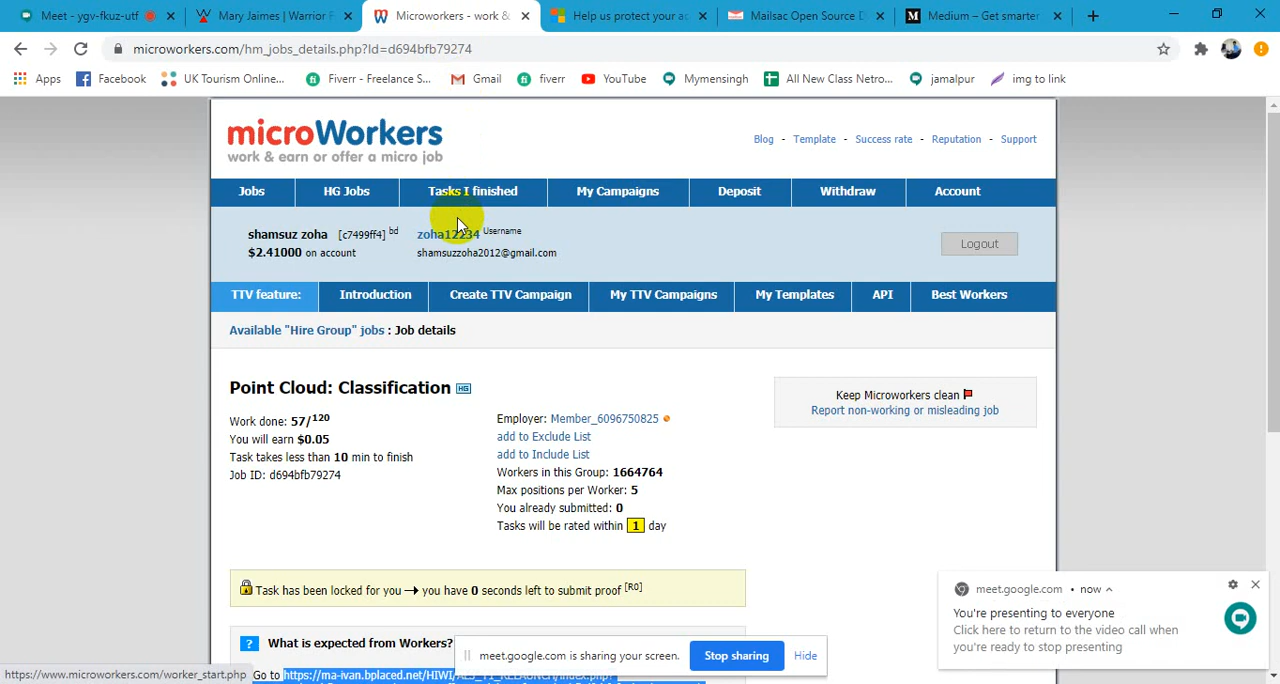 Meet - ygv-fkuz-utf
Mary Jaimes | Warrior F
Microworkers - work &
Help us protect your ac
Mailsac Open Source D
Medium – Get smarter
microworkers.com/hm_jobs_details.php?Id=d694bfb79274
Apps
Facebook
UK Tourism Online...
Fiverr - Freelance S...
Gmail
fiverr
YouTube
Mymensingh
All New Class Netro...
jamalpur
img to link
microWorkers
work & earn or offer a micro job
Blog - Template - Success rate - Reputation - Support
Jobs
HG Jobs
Tasks I finished
My Campaigns
Deposit
Withdraw
Account
shamsuz zoha [c7499ff4] bd
zoha12234 Username
$2.41000 on account
shamsuzzoha2012@gmail.com
Logout
TTV feature:
Introduction
Create TTV Campaign
My TTV Campaigns
My Templates
API
Best Workers
Available "Hire Group" jobs : Job details
Point Cloud: Classification HG
Work done: 57/120
You will earn $0.05
Task takes less than 10 min to finish
Job ID: d694bfb79274
Employer: Member_6096750825
add to Exclude List
add to Include List
Workers in this Group: 1664764
Max positions per Worker: 5
You already submitted: 0
Tasks will be rated within 1 day
Keep Microworkers clean
Report non-working or misleading job
Task has been locked for you → you have 0 seconds left to submit proof [R0]
? What is expected from Workers?
Go to https://ma-ivan.bplaced.net/HIWI/
meet.google.com is sharing your screen.
Stop sharing
Hide
meet.google.com • now
You're presenting to everyone
Click here to return to the video call when
you're ready to stop presenting
https://www.microworkers.com/worker_start.php